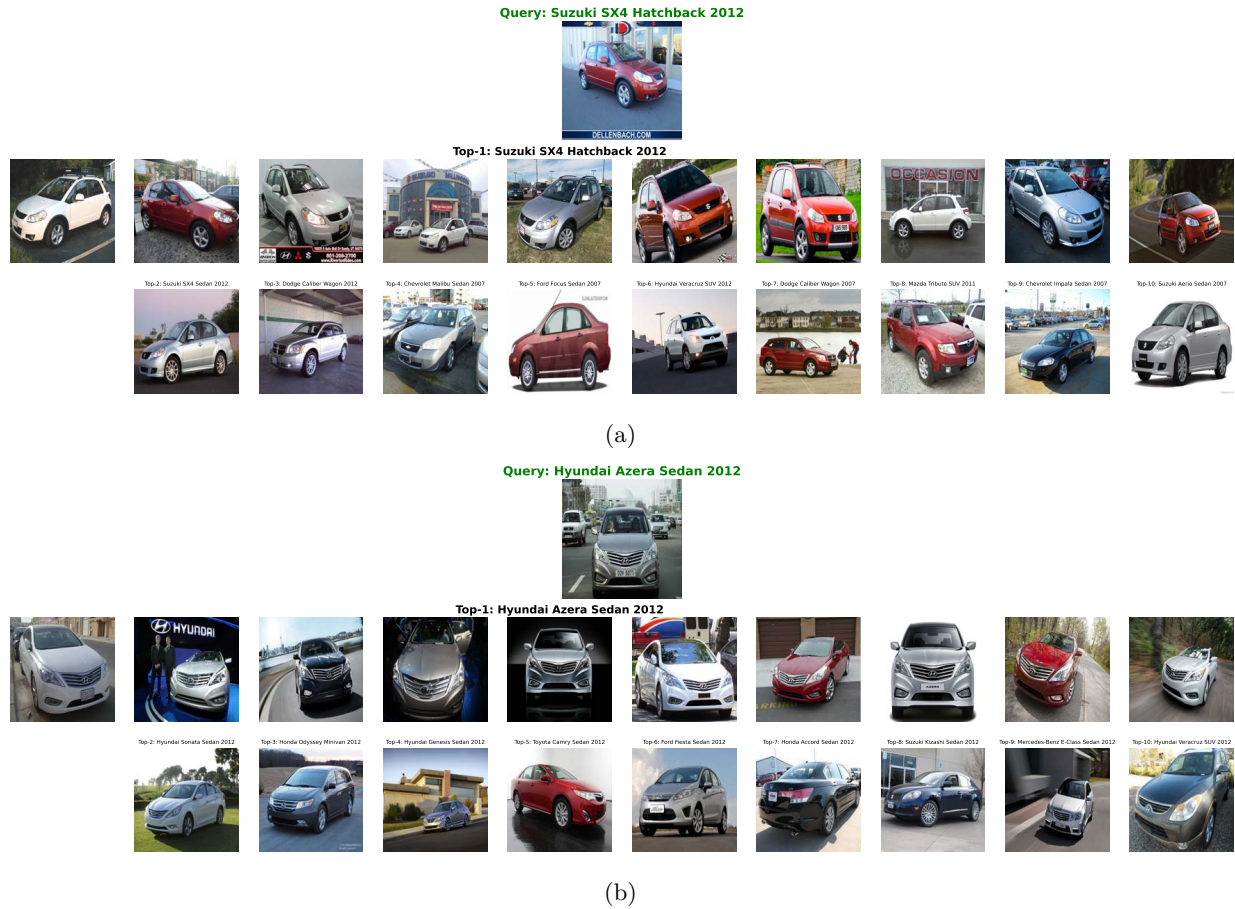 Query: Suzuki SX4 Hatchback 2012
DELLENBACH.COM
Top-1: Suzuki SX4 Hatchback 2012
SUZUKI
OCCASION
801-208-2700
Top-2: Suzuki SX4 Sedan 2012
Top-3: Dodge Caliber Wagon 2012
Top-4: Chevrolet Malibu Sedan 2007
Top-5: Ford Focus Sedan 2007
Top-6: Hyundai Veracruz SUV 2012
Top-7: Dodge Caliber Wagon 2007
Top-8: Mazda Tribute SUV 2011
Top-9: Chevrolet Impala Sedan 2007
Top-10: Suzuki Aerio Sedan 2007
(a)
Query: Hyundai Azera Sedan 2012
Top-1: Hyundai Azera Sedan 2012
HYUNDAI
AZERA
PARKING
Top-2: Hyundai Sonata Sedan 2012
Top-3: Honda Odyssey Minivan 2012
Top-4: Hyundai Genesis Sedan 2012
Top-5: Toyota Camry Sedan 2012
Top-6: Ford Fiesta Sedan 2012
Top-7: Honda Accord Sedan 2012
Top-8: Suzuki Kizashi Sedan 2012
Top-9: Mercedes-Benz E-Class Sedan 2012
Top-10: Hyundai Veracruz SUV 2012
(b)